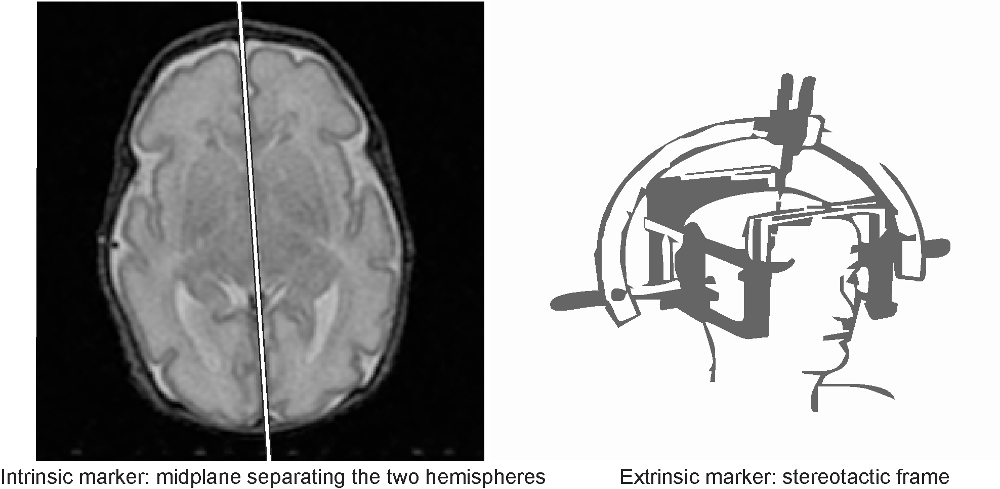 Intrinsic marker: midplane separating the two hemispheres
Extrinsic marker: stereotactic frame